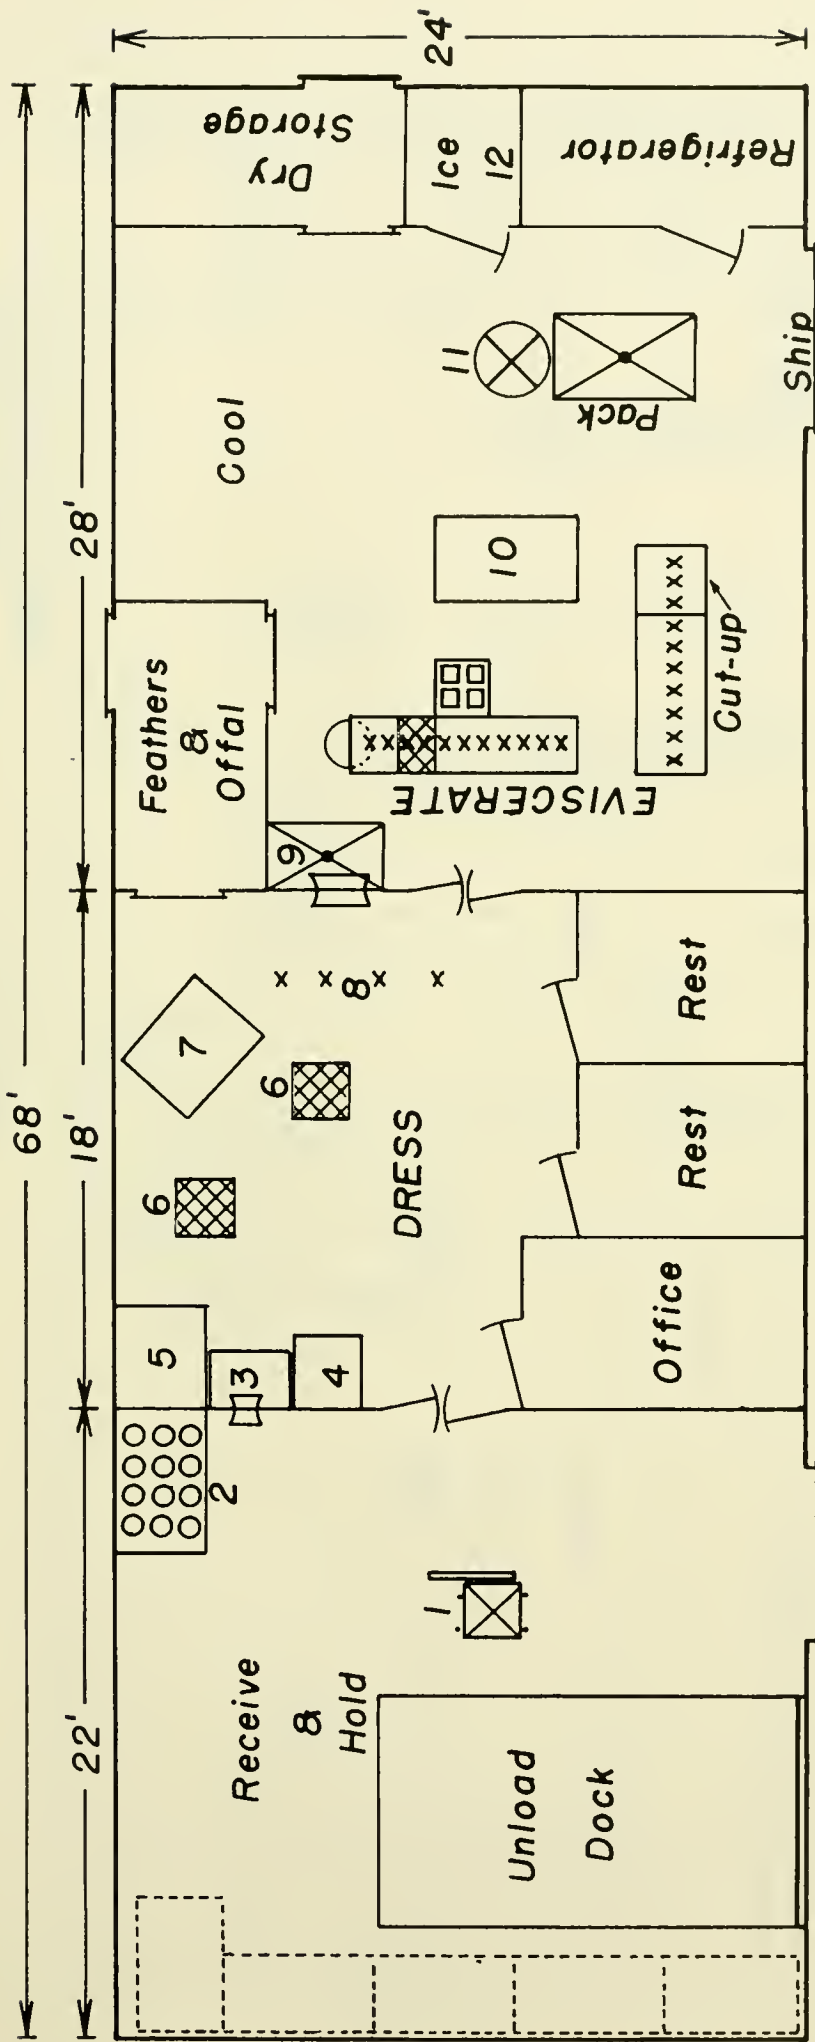 68'
22'
18'
28'
24'
Receive
&
Hold
Unload
Dock
1
2
3
4
5
6
6
7
8
x x x x
DRESS
Office
Rest
Rest
9
Feathers
&
Offal
EVISCERATE
x x x x x x x x x x
x x x x x x x x x x
Cut-up
10
Cool
11
Pack
Ship
Dry
Storage
Ice
12
Refrigerator